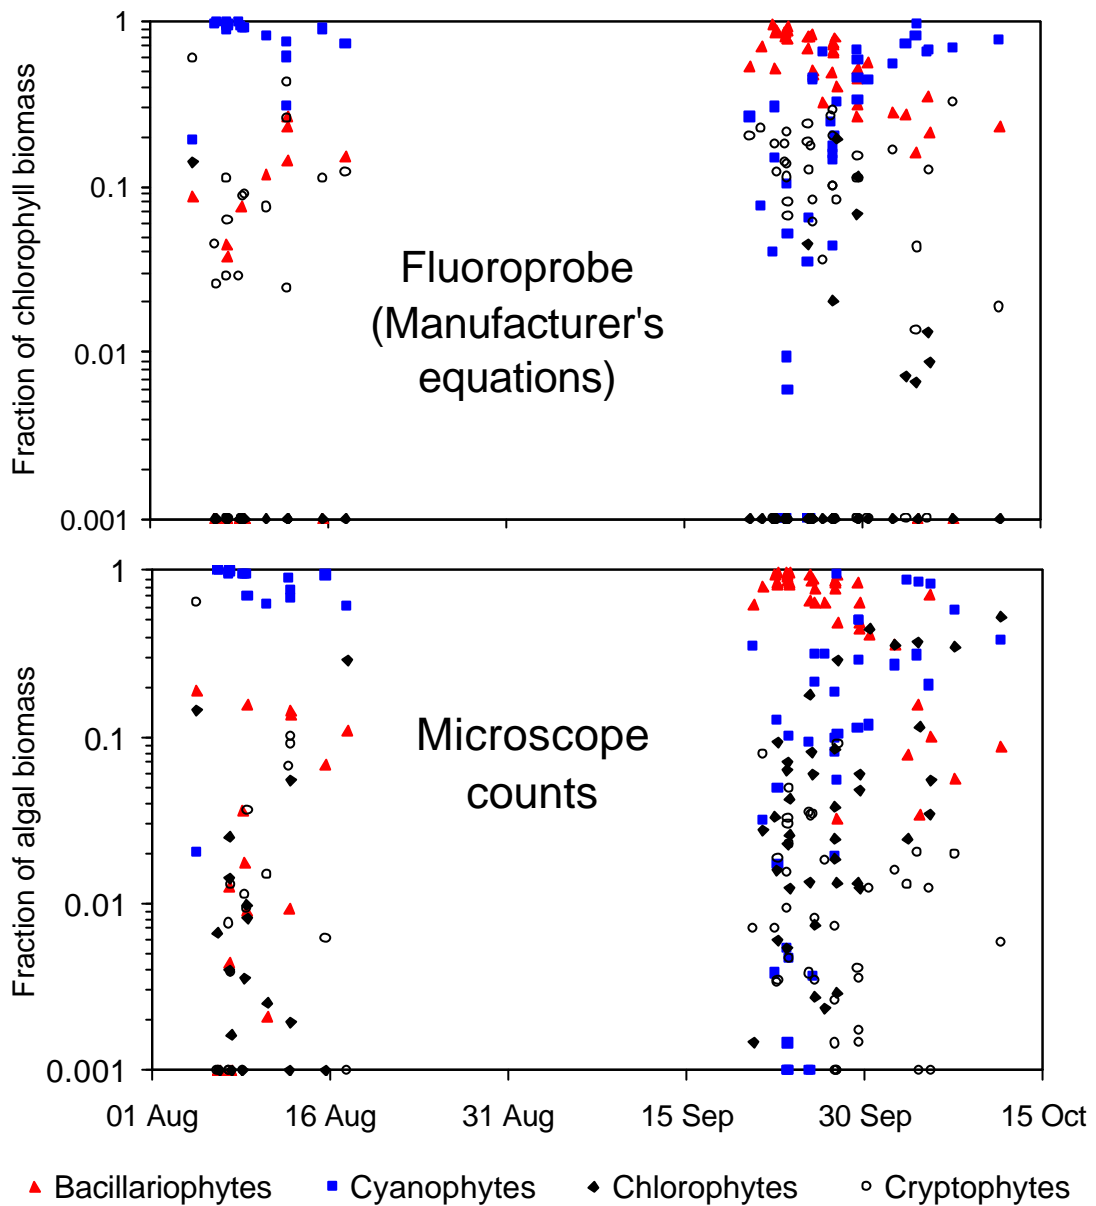 Fraction of chlorophyll biomass
1
0.1
0.01
0.001
Fluoroprobe
(Manufacturer's
equations)
Fraction of algal biomass
1
0.1
0.01
0.001
Microscope
counts
01 Aug 16 Aug 31 Aug 15 Sep 30 Sep 15 Oct
Bacillariophytes Cyanophytes Chlorophytes Cryptophytes